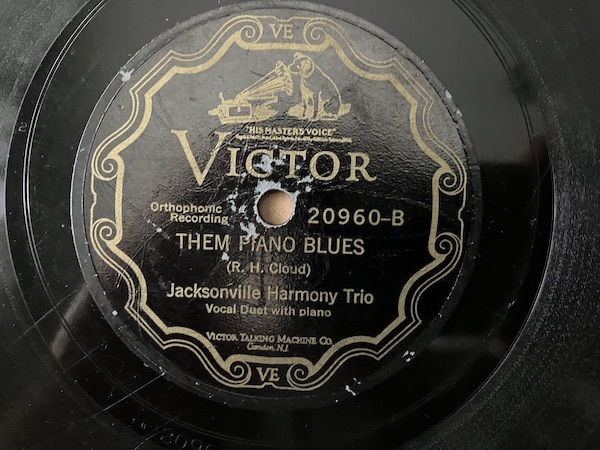 VE
"HIS MASTER'S VOICE"
VICTOR
Orthophonic
Recording
20960-B
THEM PIANO BLUES
(R. H. Cloud)
Jacksonville Harmony Trio
Vocal Duet with piano
VICTOR TALKING MACHINE CO.
Camden, N.J.
VE